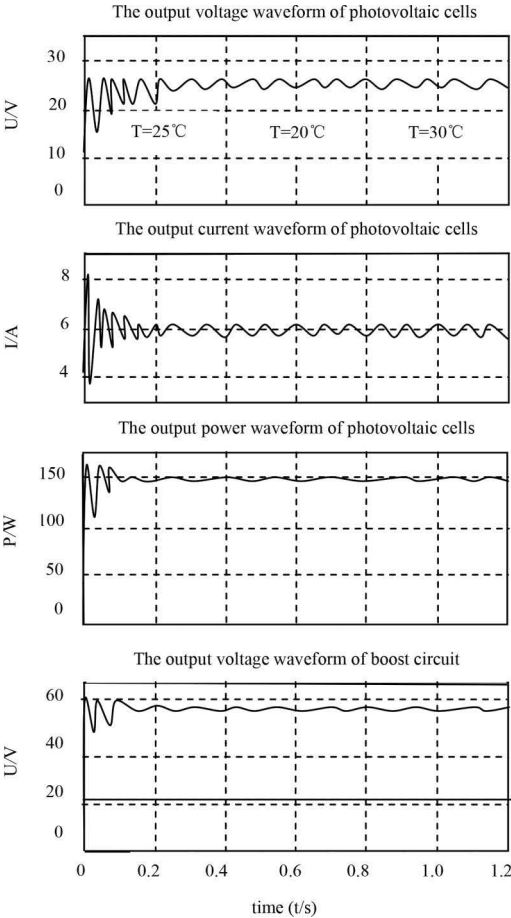 The output voltage waveform of photovoltaic cells
30
20
10
0
U/V
T=25℃ T=20℃ T=30℃
The output current waveform of photovoltaic cells
8
6
4
I/A
The output power waveform of photovoltaic cells
150
100
50
0
P/W
The output voltage waveform of boost circuit
60
40
20
0
U/V
0 0.2 0.4 0.6 0.8 1.0 1.2
time (t/s)